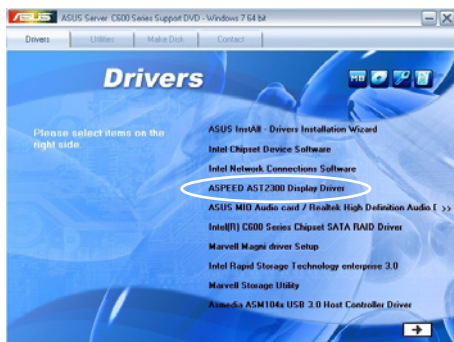 ASUS ASUS Server C600 Series Support DVD - Windows 7 64 bit
Drivers Utilities Make Disk Contact
Drivers
MB
Please select items on the
right side.
ASUS InstAll - Drivers Installation Wizard
Intel Chipset Device Software
Intel Network Connections Software
ASPEED AST2300 Display Driver
ASUS MIO Audio card / Realtek High Definition Audio D >>
Intel(R) C600 Series Chipset SATA RAID Driver
Marvell Magni driver Setup
Intel Rapid Storage Technology enterprise 3.0
Marvell Storage Utility
Asmedia ASM104x USB 3.0 Host Controller Driver